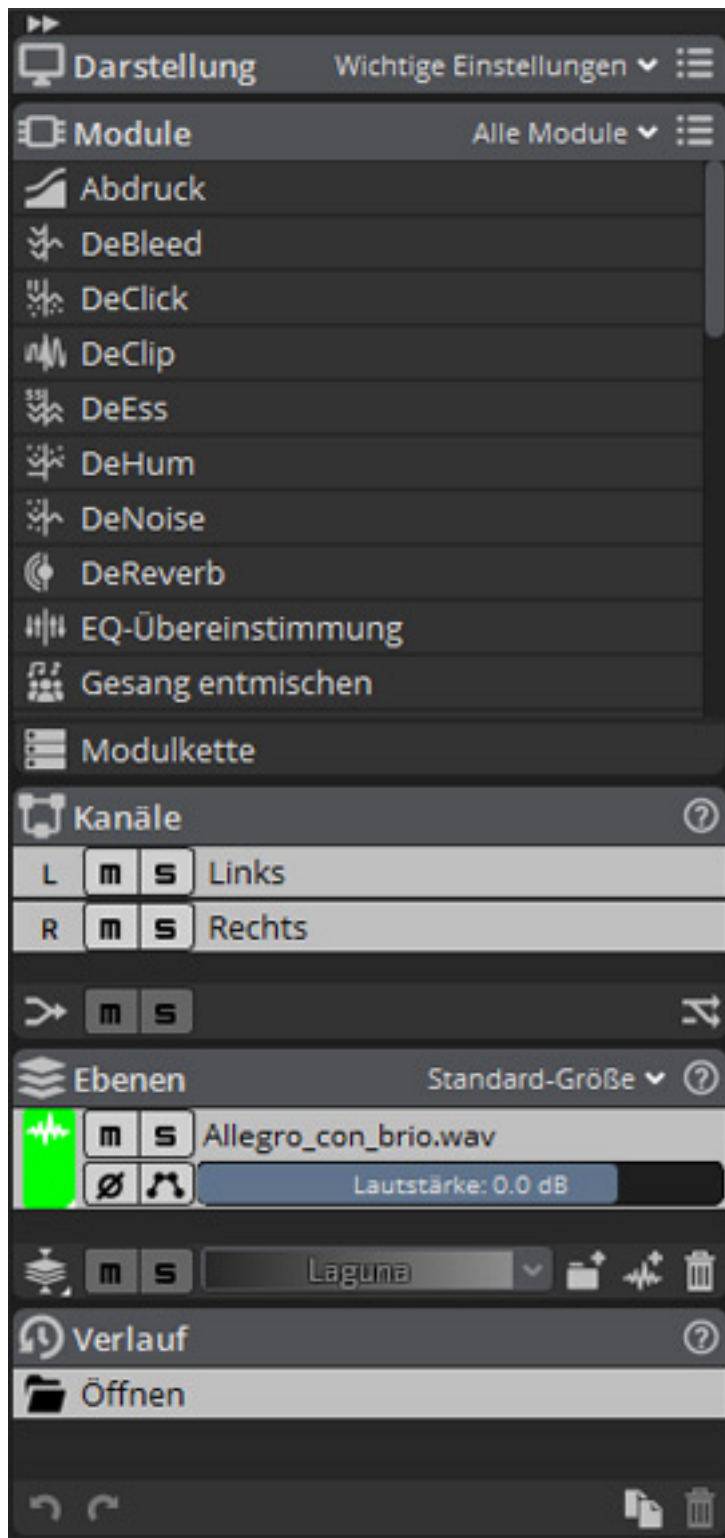 Darstellung Wichtige Einstellungen
Module Alle Module
Abdruck
DeBleed
DeClick
DeClip
DeEss
DeHum
DeNoise
DeReverb
EQ-Übereinstimmung
Gesang entmischen
Modulkette
Kanäle ?
L m s Links
R m s Rechts
m s
Ebenen Standard-Größe ?
m s Allegro_con_brio.wav
ø Lautstärke: 0.0 dB
m s Laguna
Verlauf ?
Öffnen